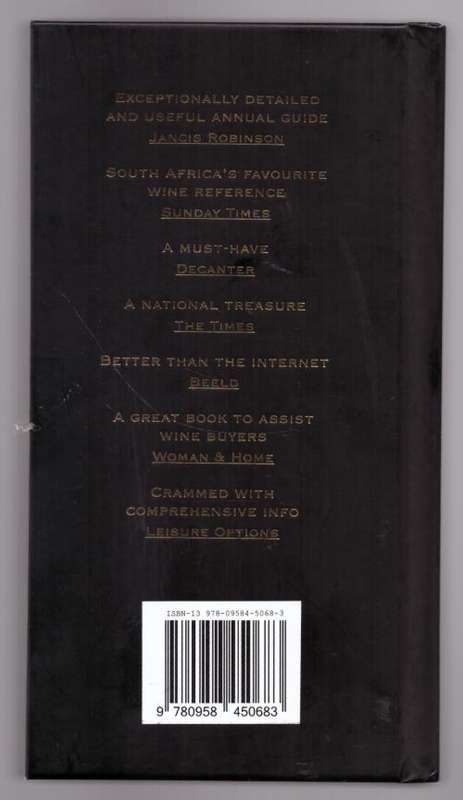 EXCEPTIONALLY DETAILED
AND USEFUL ANNUAL GUIDE
JANCIS ROBINSON
SOUTH AFRICA'S FAVOURITE
WINE REFERENCE
SUNDAY TIMES
A MUST-HAVE
DECANTER
A NATIONAL TREASURE
THE TIMES
BETTER THAN THE INTERNET
BEELD
A GREAT BOOK TO ASSIST
WINE BUYERS
WOMAN & HOME
CRAMMED WITH
COMPREHENSIVE INFO
LEISURE OPTIONS
ISBN-13 978-09584-5068-3
9 780958 450683